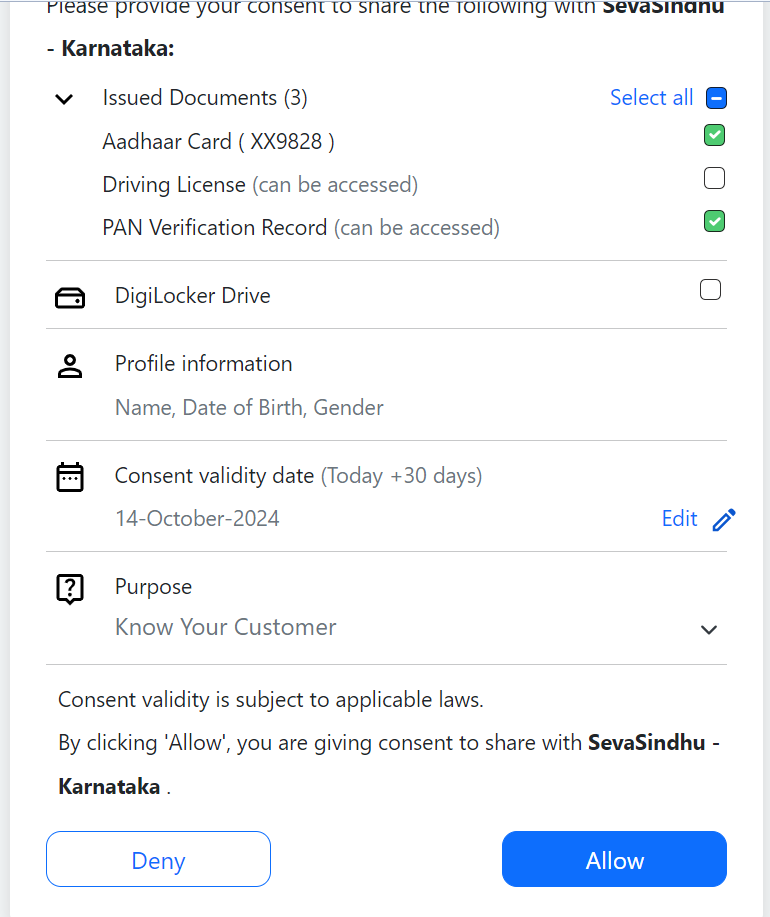 Please provide your consent to share the following with SevaSindhu
- Karnataka:
Issued Documents (3) Select all
Aadhaar Card ( XX9828 )
Driving License (can be accessed)
PAN Verification Record (can be accessed)
DigiLocker Drive
Profile information
Name, Date of Birth, Gender
Consent validity date (Today +30 days)
14-October-2024 Edit
Purpose
Know Your Customer
Consent validity is subject to applicable laws.
By clicking 'Allow', you are giving consent to share with SevaSindhu -
Karnataka .
Deny Allow